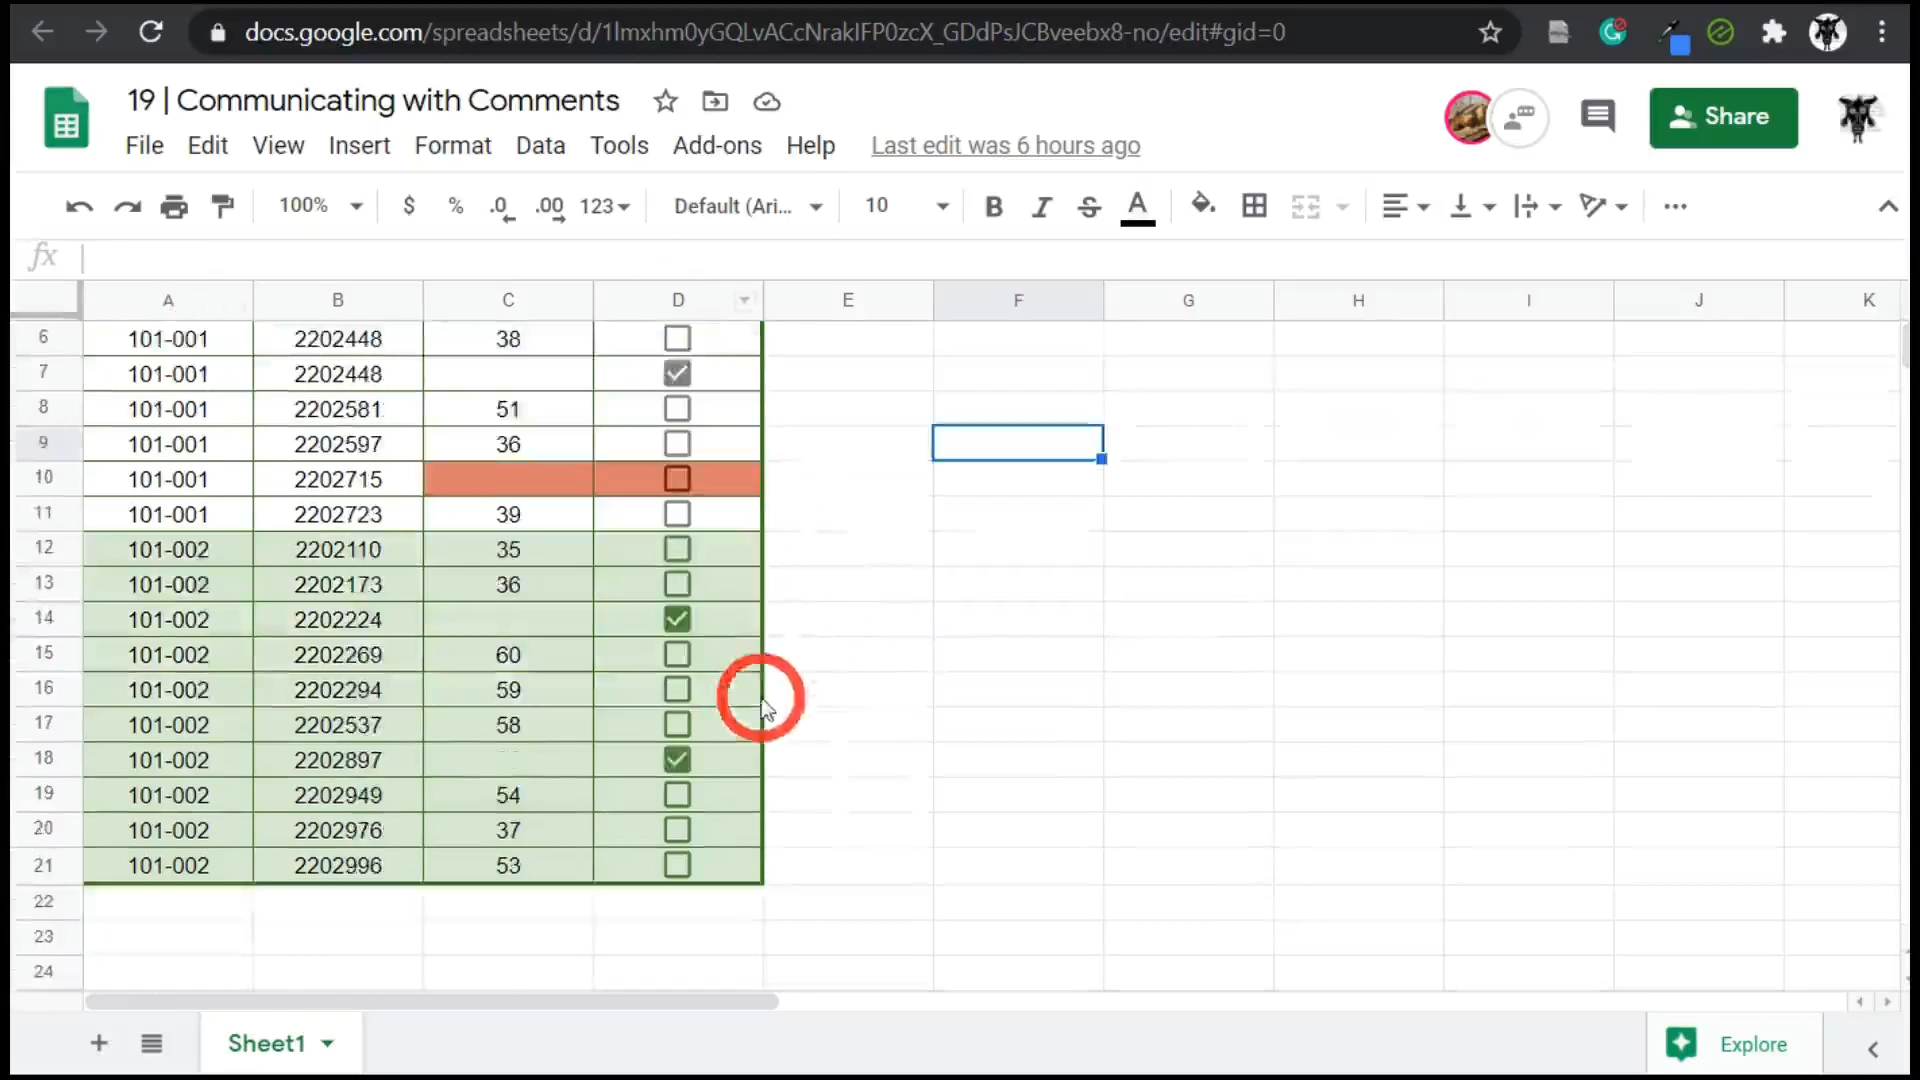 docs.google.com/spreadsheets/d/1lmxhm0yGQLvACcNrakIFP0zcX_GDdPsJCBveebx8-no/edit#gid=0
19 | Communicating with Comments
Share
File Edit View Insert Format Data Tools Add-ons Help Last edit was 6 hours ago
100% $ % .0 .00 123 Default (Ari... 10 B I S A
fx
A B C D E F G H I J K
6 101-001 2202448 38
7 101-001 2202448
8 101-001 2202581 51
9 101-001 2202597 36
10 101-001 2202715
11 101-001 2202723 39
12 101-002 2202110 35
13 101-002 2202173 36
14 101-002 2202224
15 101-002 2202269 60
16 101-002 2202294 59
17 101-002 2202537 58
18 101-002 2202897
19 101-002 2202949 54
20 101-002 2202976 37
21 101-002 2202996 53
22
23
24
Sheet1
Explore